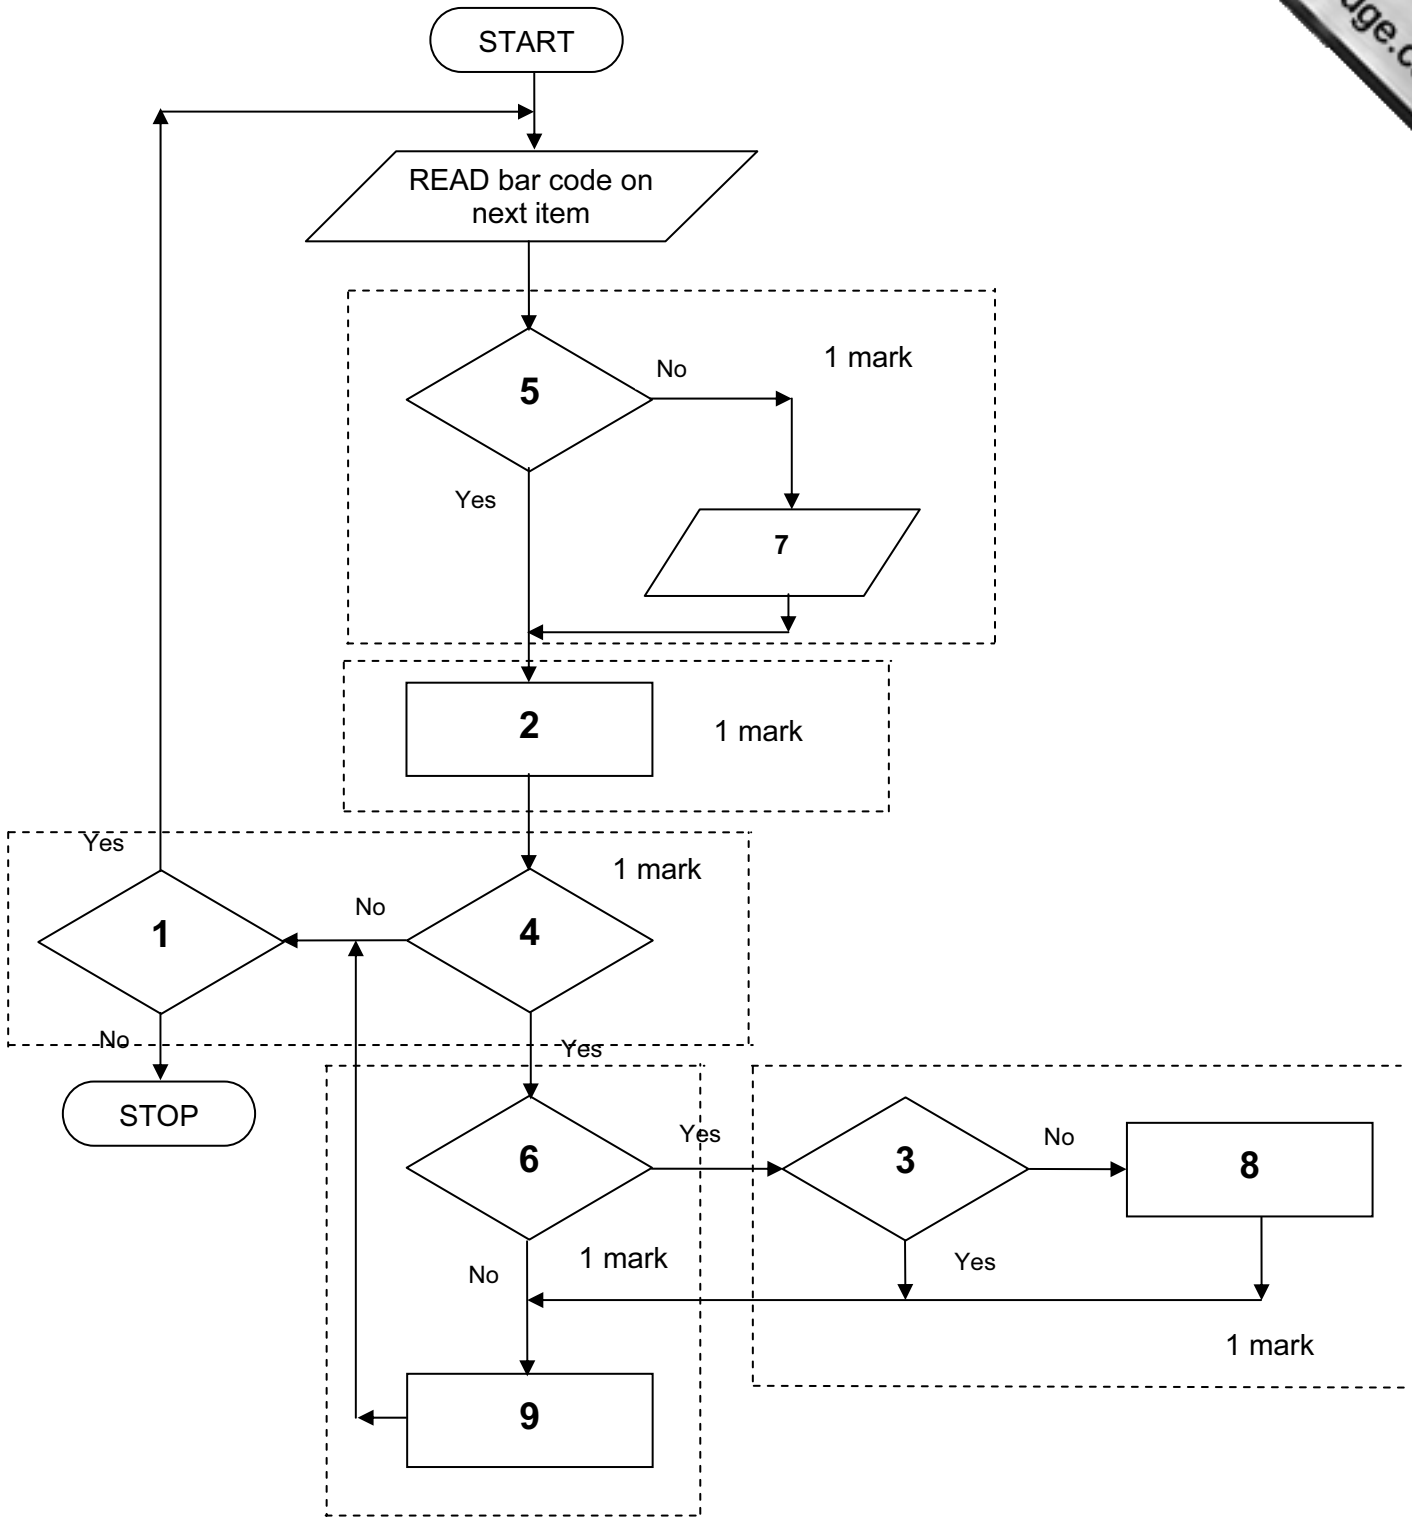 START
READ bar code on
next item
5
No
1 mark
Yes
7
2
1 mark
Yes
1 mark
No
1
4
No
Yes
STOP
6
Yes
3
No
8
1 mark
No
Yes
1 mark
9